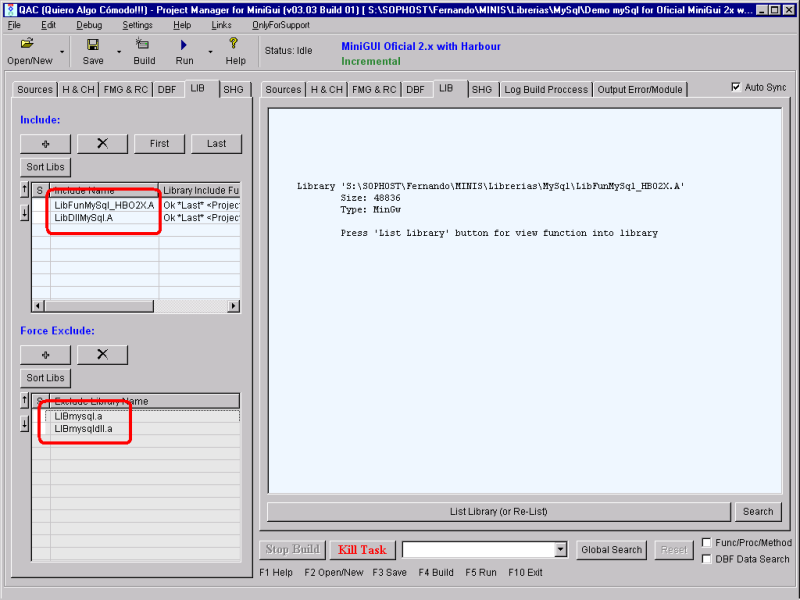 QAC (Quiero Algo Cómodo!!!) - Project Manager for MiniGui (v03.03 Build 01) [ S:\SOPHOST\Fernando\MINIS\Librerias\MySql\Demo mySql for Oficial MiniGui 2x w...
File Edit Debug Settings Help Links OnlyForSupport
Open/New Save Build Run Help
Status: Idle
MiniGUI Oficial 2.x with Harbour
Incremental
Sources H & CH FMG & RC DBF LIB SHG
Include:
First Last
Sort Libs
S Include Name Library Include Fu
LibFunMySql_HBO2X.A Ok *Last* <Projec
LibDllMySql.A Ok *Last* <Projec
Force Exclude:
Sort Libs
S Exclude Library Name
LIBmysql.a
LIBmysqldll.a
Sources H & CH FMG & RC DBF LIB SHG Log Build Proccess Output Error/Module
Auto Sync
Library 'S:\SOPHOST\Fernando\MINIS\Librerias\MySql\LibFunMySql_HBO2X.A'
Size: 48836
Type: MinGw
Press 'List Library' button for view function into library
List Library (or Re-List) Search
Stop Build Kill Task Global Search Reset
Func/Proc/Method
DBF Data Search
F1 Help F2 Open/New F3 Save F4 Build F5 Run F10 Exit